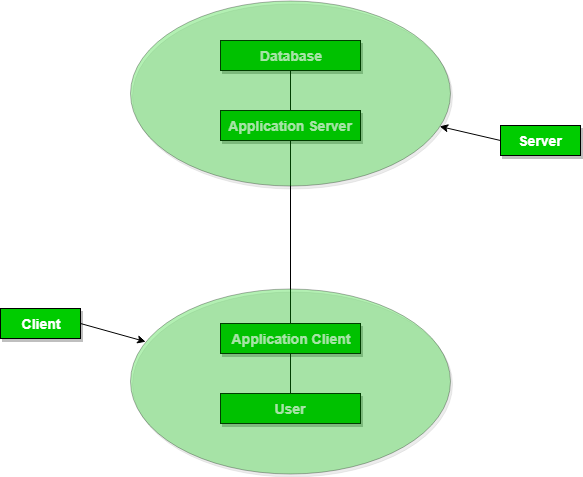 Database
Application Server
Server
Client
Application Client
User